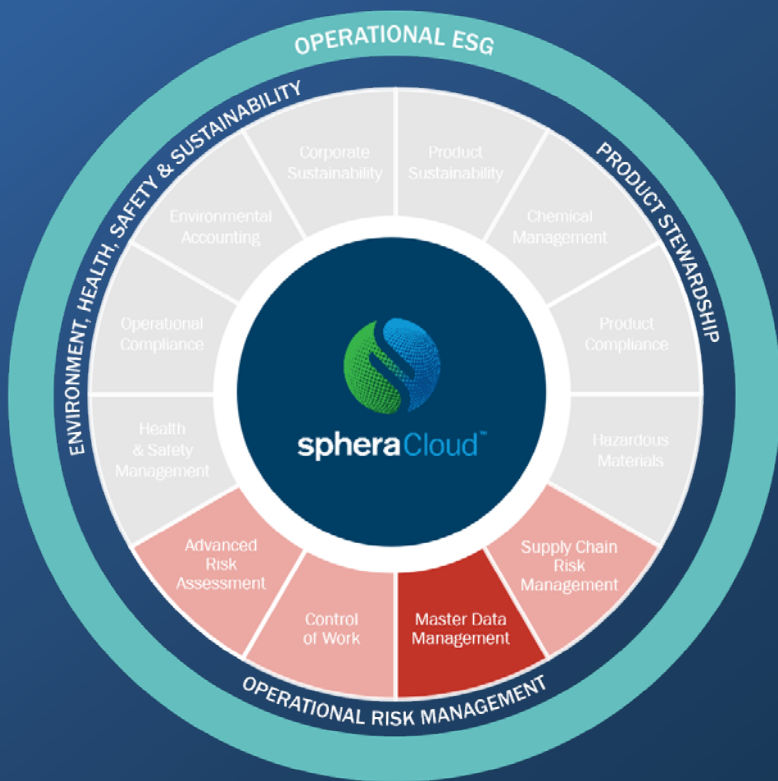 OPERATIONAL ESG
ENVIRONMENT, HEALTH, SAFETY & SUSTAINABILITY
PRODUCT STEWARDSHIP
Corporate
Sustainability
Product
Sustainability
Environmental
Accounting
Chemical
Management
Operational
Compliance
Product
Compliance
spheraCloud™
Health
& Safety
Management
Hazardous
Materials
Advanced
Risk
Assessment
Supply Chain
Risk
Management
Control
of Work
Master Data
Management
OPERATIONAL RISK MANAGEMENT